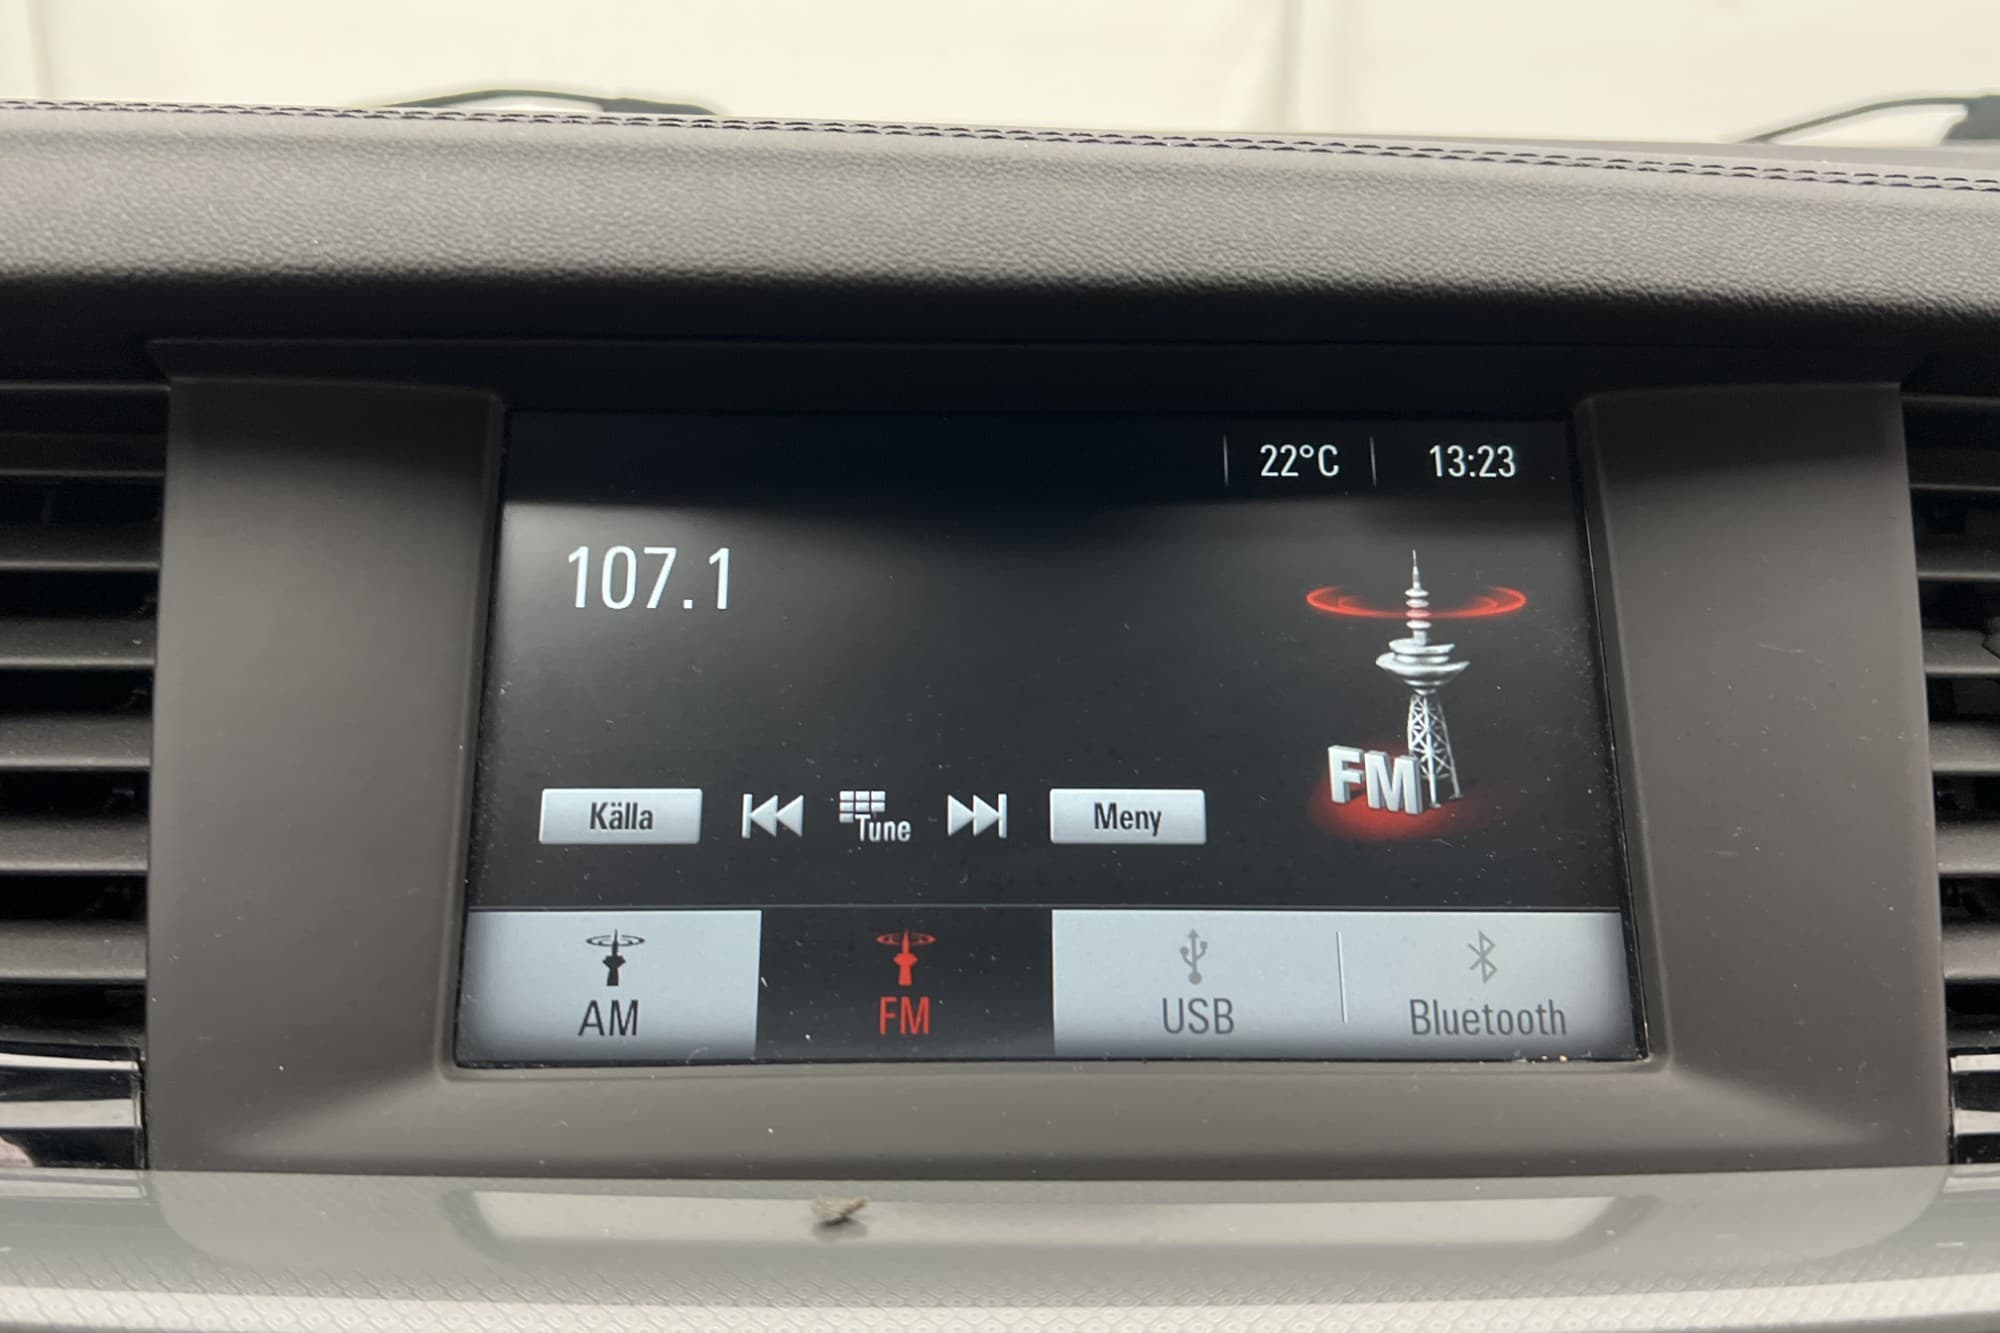 22°C 13:23
107.1
FM
Källa Tune Meny
AM FM USB Bluetooth